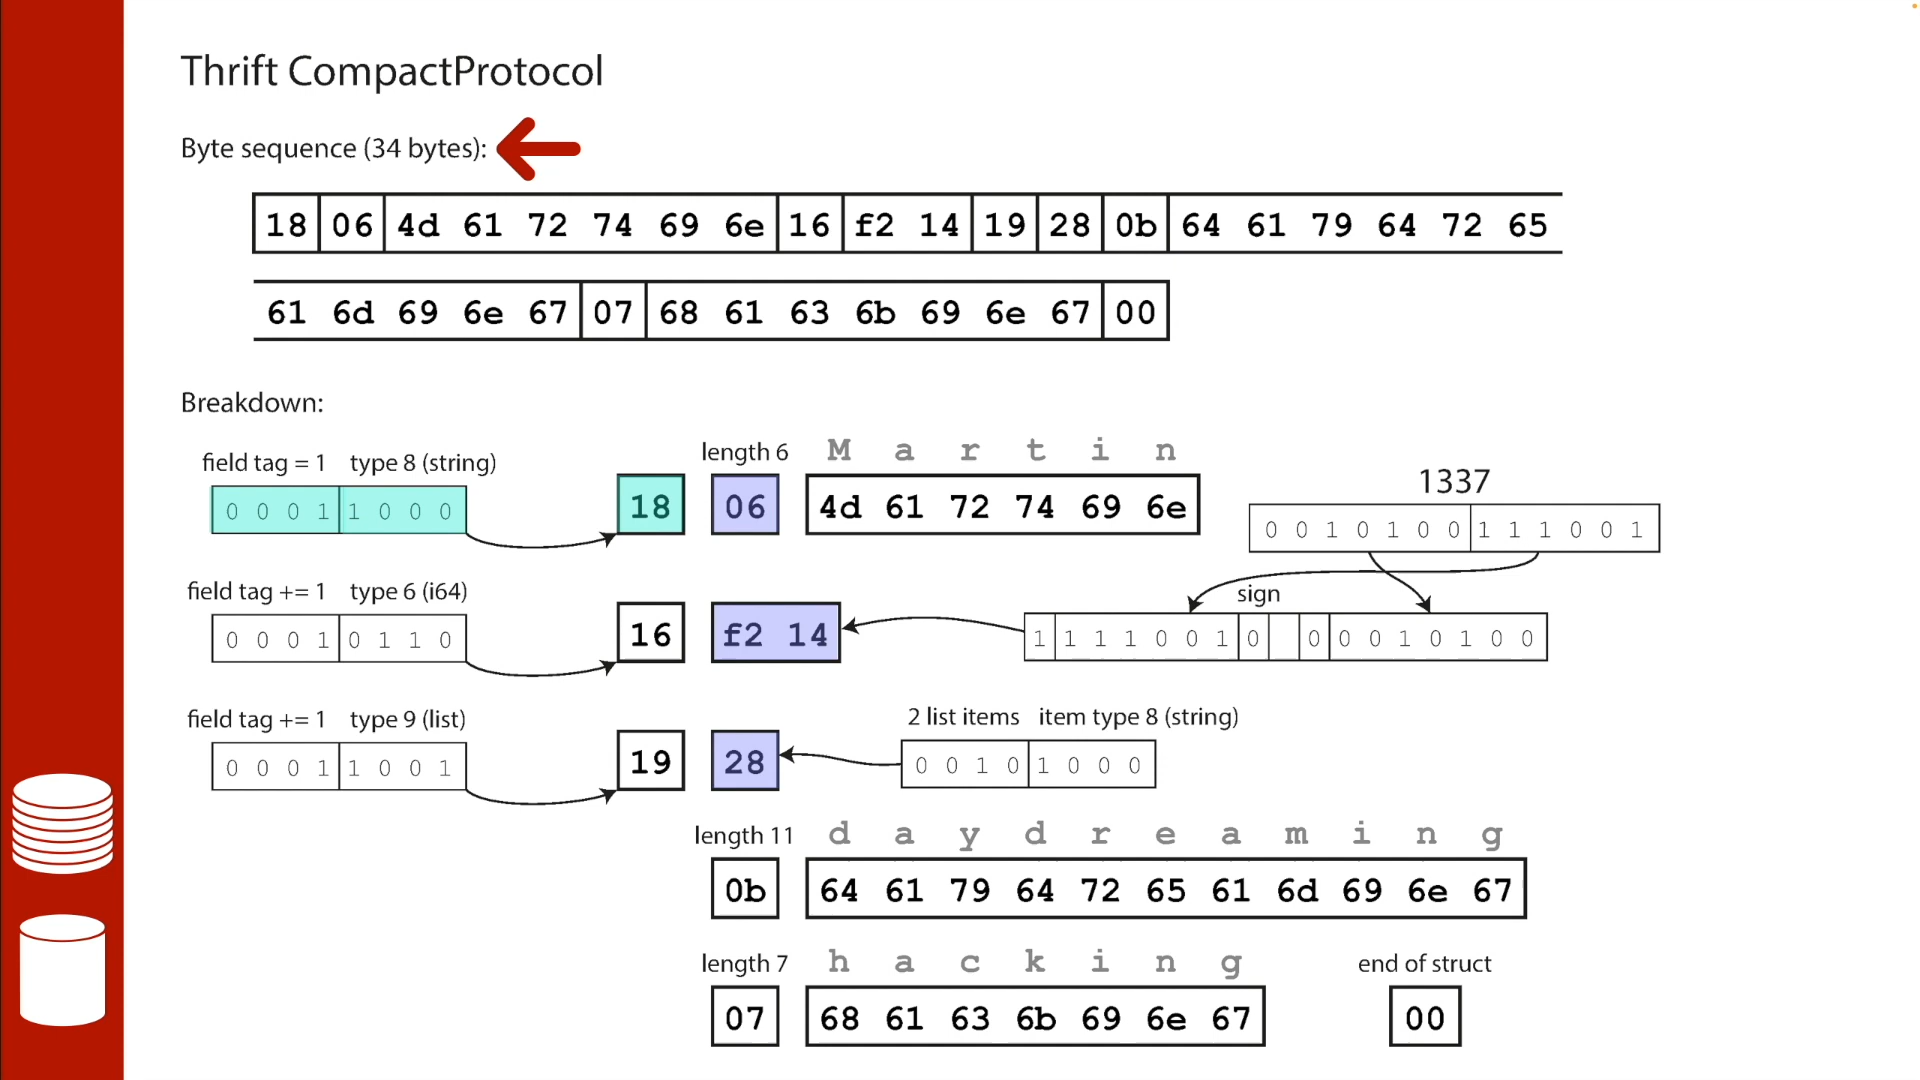 Thrift CompactProtocol
Byte sequence (34 bytes):
18 06 4d 61 72 74 69 6e 16 f2 14 19 28 0b 64 61 79 64 72 65
61 6d 69 6e 67 07 68 61 63 6b 69 6e 67 00
Breakdown:
field tag = 1 type 8 (string)
0 0 0 1 1 0 0 0
18
length 6
06
M a r t i n
4d 61 72 74 69 6e
1337
0 0 1 0 1 0 0 1 1 1 0 0 1
field tag += 1 type 6 (i64)
0 0 0 1 0 1 1 0
16
f2 14
sign
1 1 1 1 0 0 1 0 0 0 0 1 0 1 0 0
field tag += 1 type 9 (list)
0 0 0 1 1 0 0 1
19
28
2 list items item type 8 (string)
0 0 1 0 1 0 0 0
length 11
0b
d a y d r e a m i n g
64 61 79 64 72 65 61 6d 69 6e 67
length 7
07
h a c k i n g
68 61 63 6b 69 6e 67
end of struct
00